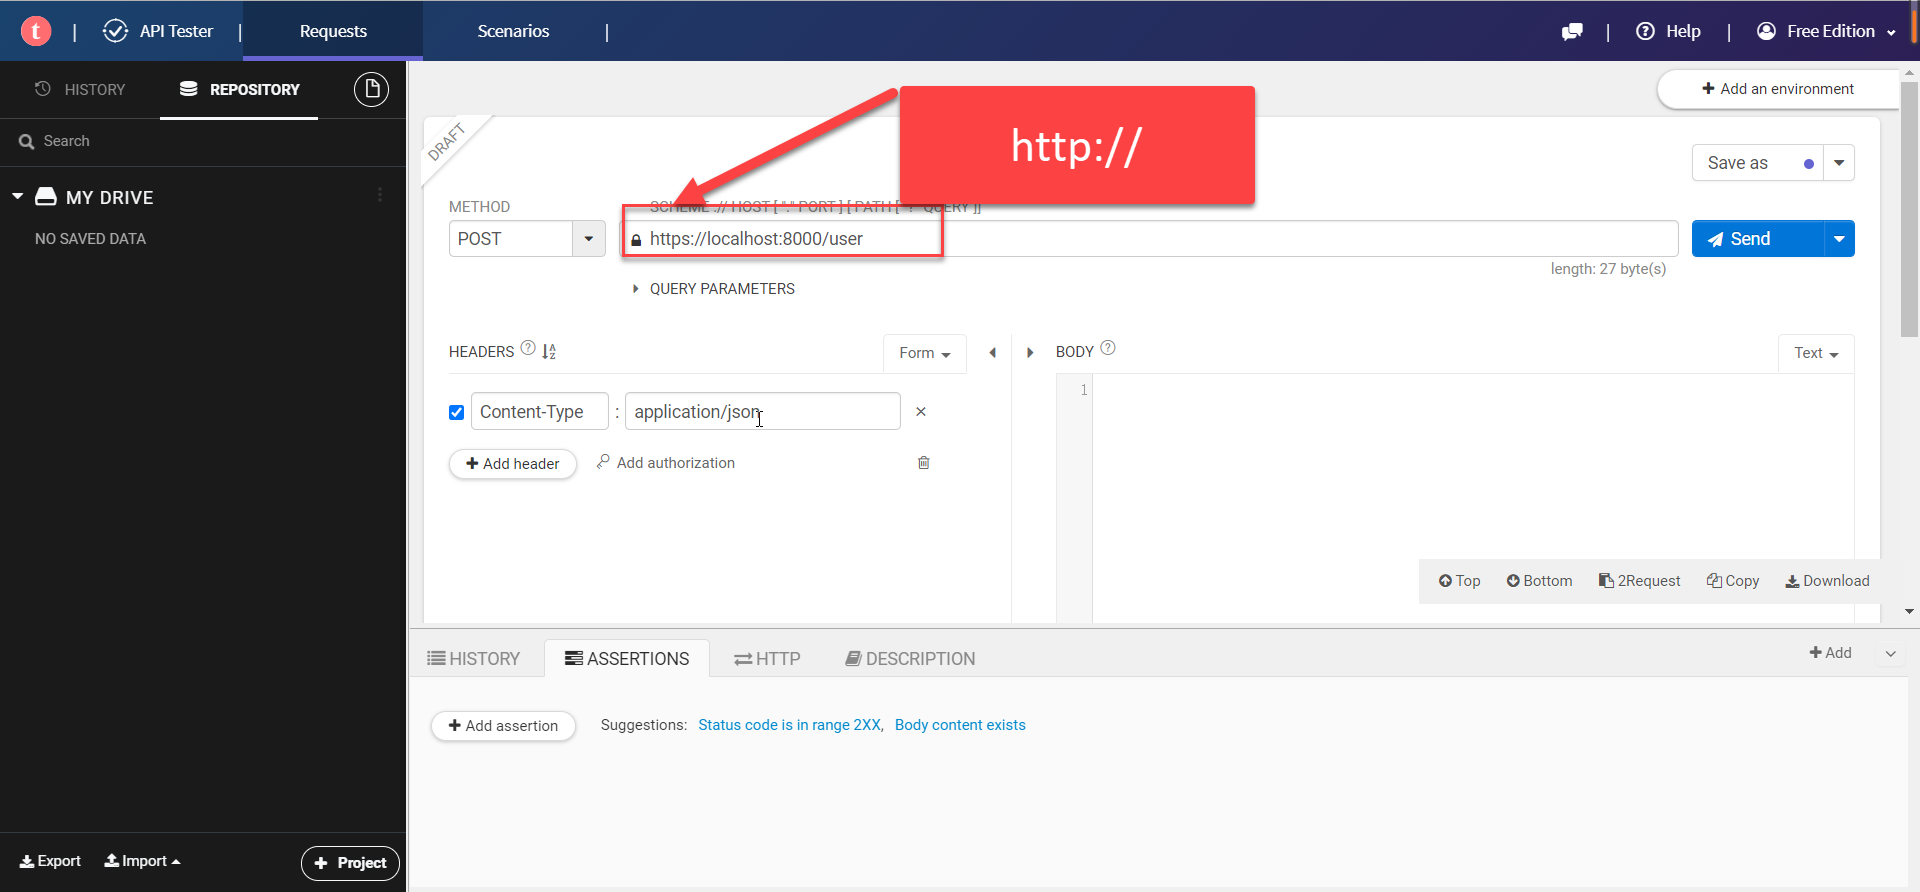 t | API Tester | Requests Scenarios | | Help | Free Edition
HISTORY REPOSITORY
Search
MY DRIVE
NO SAVED DATA
Add an environment
http://
DRAFT
Save as
METHOD SCHEME :// HOST [ ":" PORT ] [ PATH [ "?" QUERY ]]
POST https://localhost:8000/user Send
length: 27 byte(s)
QUERY PARAMETERS
HEADERS ? Form BODY ? Text
1
Content-Type : application/json ×
Add header Add authorization
Top Bottom 2Request Copy Download
HISTORY ASSERTIONS HTTP DESCRIPTION Add
Add assertion Suggestions: Status code is in range 2XX, Body content exists
Export Import Project